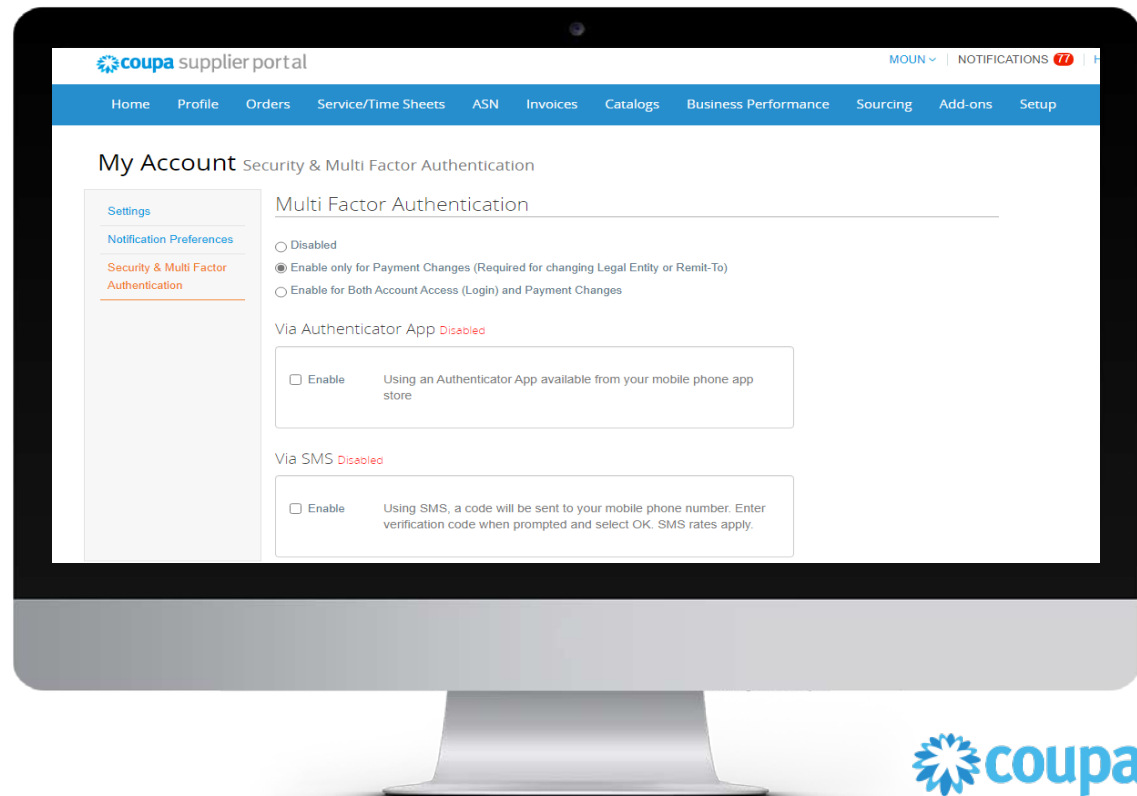 coupa supplier portal
MOUN NOTIFICATIONS 77
Home Profile Orders Service/Time Sheets ASN Invoices Catalogs Business Performance Sourcing Add-ons Setup
My Account Security & Multi Factor Authentication
Settings
Notification Preferences
Security & Multi Factor
Authentication
Multi Factor Authentication
Disabled
Enable only for Payment Changes (Required for changing Legal Entity or Remit-To)
Enable for Both Account Access (Login) and Payment Changes
Via Authenticator App Disabled
Enable Using an Authenticator App available from your mobile phone app
store
Via SMS Disabled
Enable Using SMS, a code will be sent to your mobile phone number. Enter
verification code when prompted and select OK. SMS rates apply.
coupa